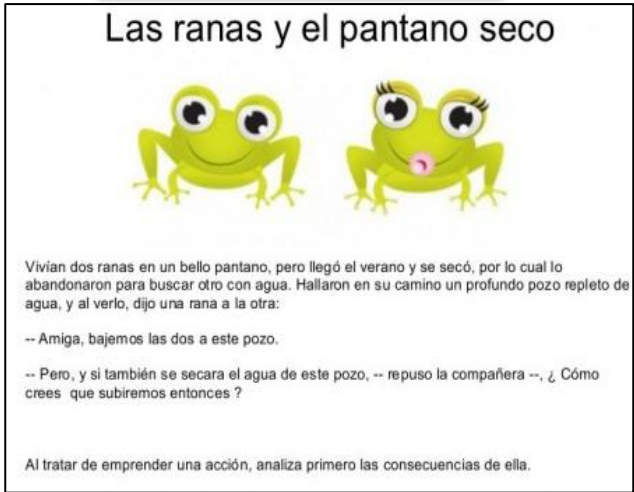 Las ranas y el pantano seco
Vivían dos ranas en un bello pantano, pero llegó el verano y se secó, por lo cual lo
abandonaron para buscar otro con agua. Hallaron en su camino un profundo pozo repleto de
agua, y al verlo, dijo una rana a la otra:
-- Amiga, bajemos las dos a este pozo.
-- Pero, y si también se secara el agua de este pozo, -- repuso la compañera --, ¿ Cómo
crees que subiremos entonces ?
Al tratar de emprender una acción, analiza primero las consecuencias de ella.